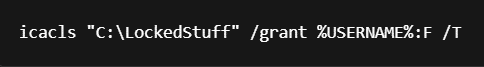 icacls "C:\LockedStuff" /grant %USERNAME%:F /T